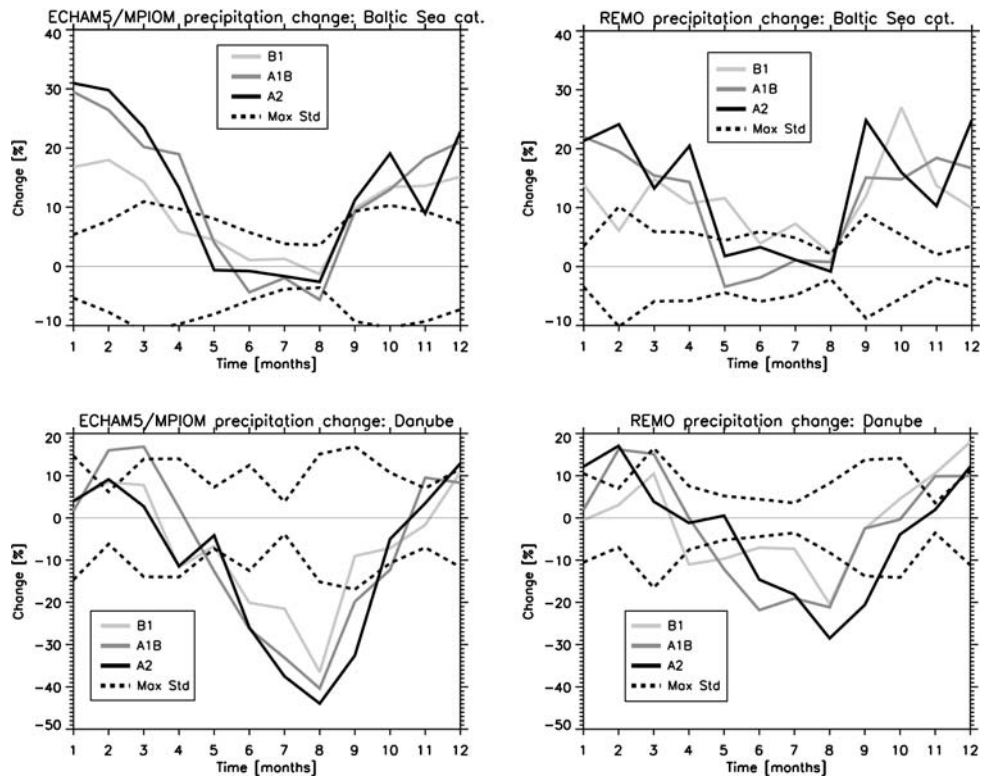 ECHAM5/MPIOM precipitation change: Baltic Sea cat.
40
30
20
10
0
-10
Change [%]
B1
A1B
A2
Max Std
1 2 3 4 5 6 7 8 9 10 11 12
Time [months]
REMO precipitation change: Baltic Sea cat.
40
30
20
10
0
-10
Change [%]
B1
A1B
A2
Max Std
1 2 3 4 5 6 7 8 9 10 11 12
Time [months]
ECHAM5/MPIOM precipitation change: Danube
20
10
0
-10
-20
-30
-40
-50
Change [%]
B1
A1B
A2
Max Std
1 2 3 4 5 6 7 8 9 10 11 12
Time [months]
REMO precipitation change: Danube
20
10
0
-10
-20
-30
-40
-50
Change [%]
B1
A1B
A2
Max Std
1 2 3 4 5 6 7 8 9 10 11 12
Time [months]